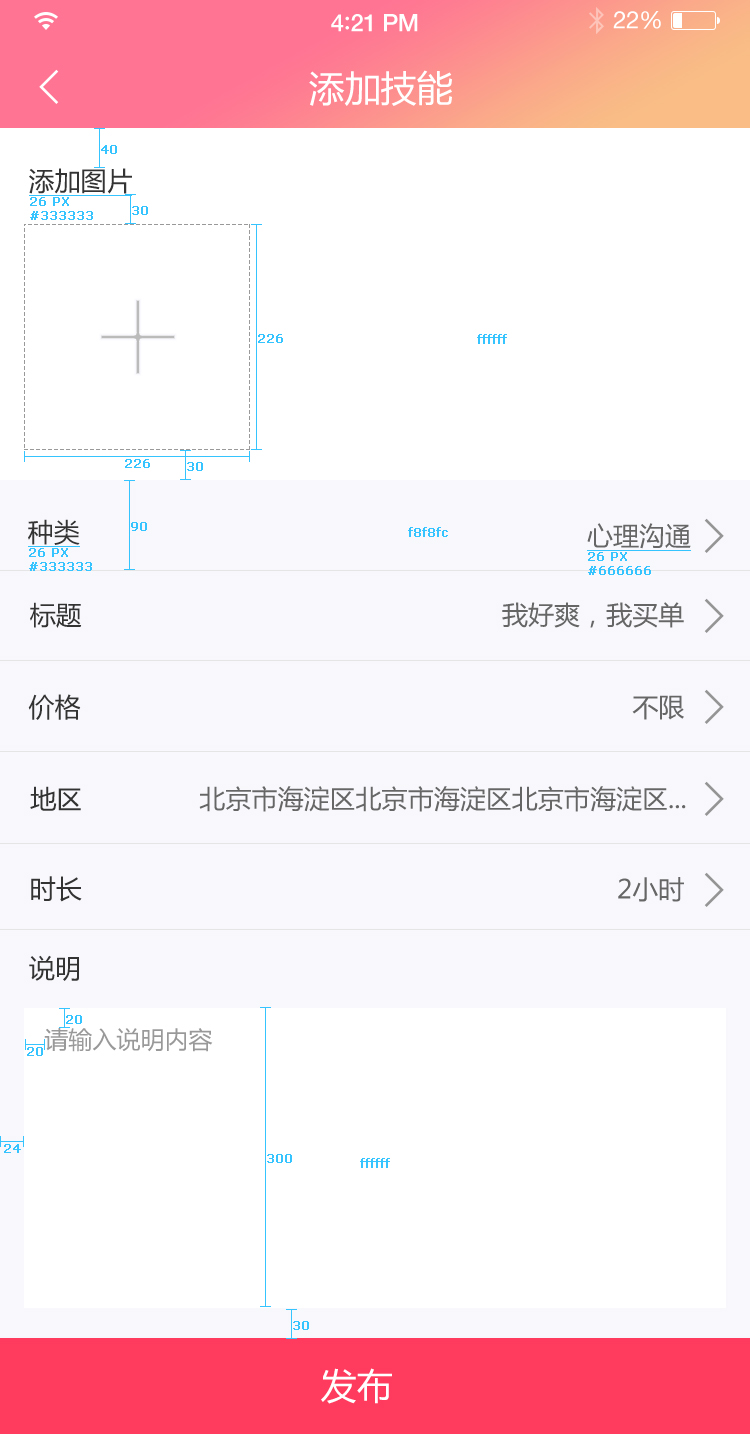 4:21 PM 22%
添加技能
40
添加图片
26 PX
#333333
30
226
ffffff
226
30
种类
26 PX
#333333
90
f8f8fc
心理沟通
26 PX
#666666
标题 我好爽，我买单
价格 不限
地区 北京市海淀区北京市海淀区北京市海淀区...
时长 2小时
说明
20
请输入说明内容
20
24
300
ffffff
30
发布